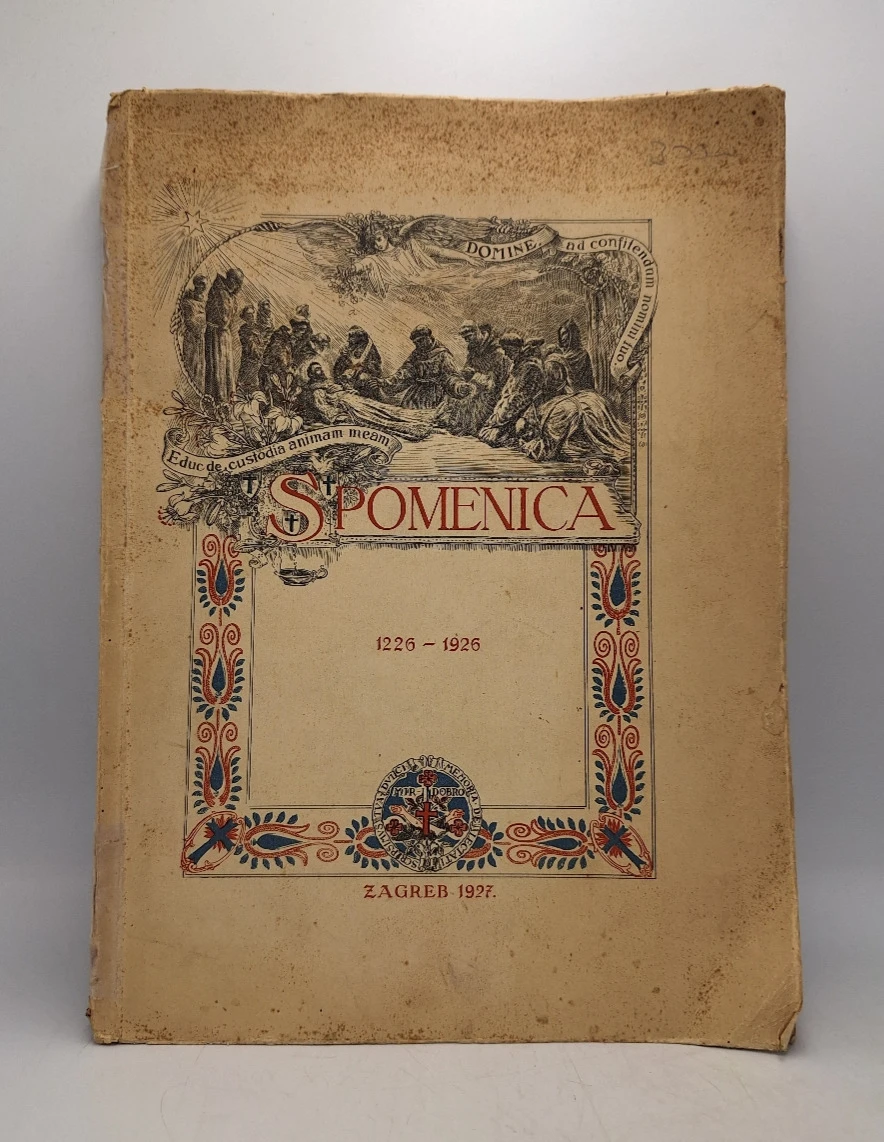 DOMINE, ad confitendum nomini tuo
Educ de custodia animam meam
SPOMENICA
1226 – 1926
MIR I DOBRO
ZAGREB 1927.